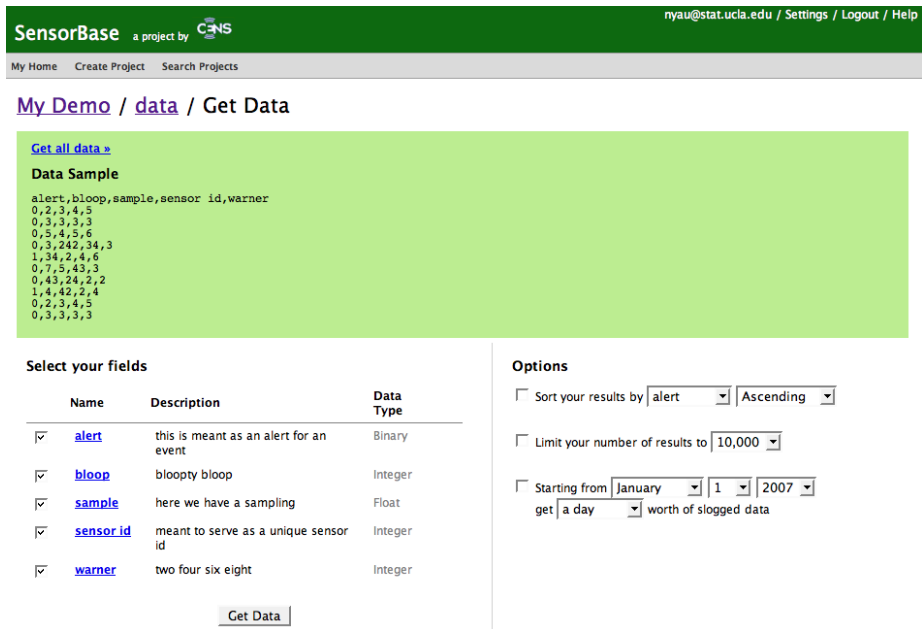 nyau@stat.ucla.edu / Settings / Logout / Help
SensorBase a project by CENS
My Home Create Project Search Projects
My Demo / data / Get Data
Get all data »
Data Sample
alert,bloop,sample,sensor id,warner
0,2,3,4,5
0,3,3,3,3
0,5,4,5,6
0,3,242,34,3
1,34,2,4,6
0,7,5,43,3
0,43,24,2,2
1,4,42,2,4
0,2,3,4,5
0,3,3,3,3
Select your fields
Name Description Data Type
alert this is meant as an alert for an event Binary
bloop bloopty bloop Integer
sample here we have a sampling Float
sensor id meant to serve as a unique sensor id Integer
warner two four six eight Integer
Get Data
Options
Sort your results by alert Ascending
Limit your number of results to 10,000
Starting from January 1 2007
get a day worth of slogged data